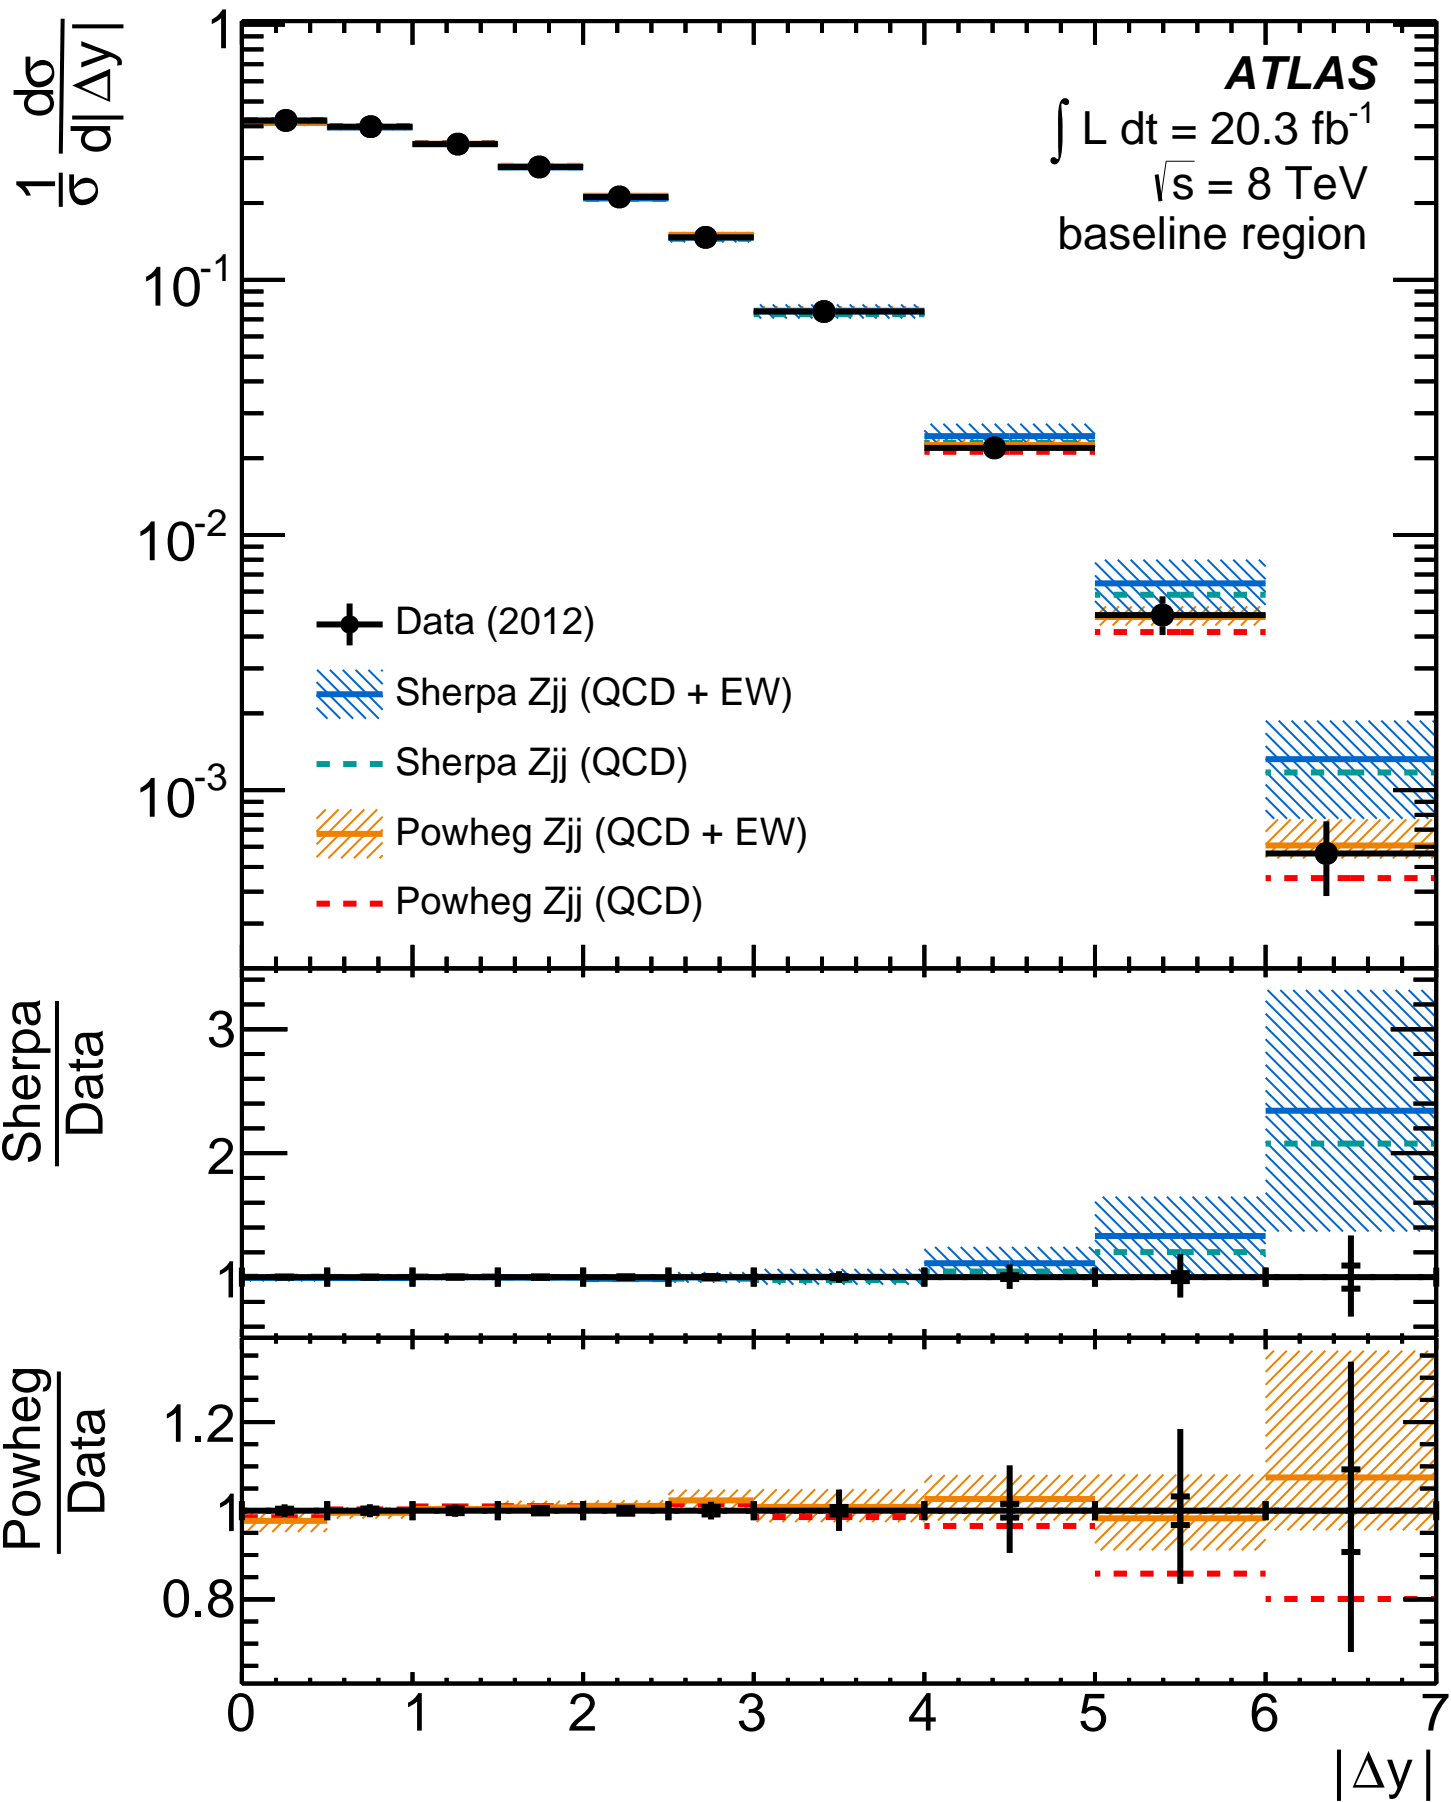 1/σ dσ/d|Δy|
1
10⁻¹
10⁻²
10⁻³
ATLAS
∫ L dt = 20.3 fb⁻¹
√s = 8 TeV
baseline region
Data (2012)
Sherpa Zjj (QCD + EW)
Sherpa Zjj (QCD)
Powheg Zjj (QCD + EW)
Powheg Zjj (QCD)
Sherpa
Data
3
2
1
Powheg
Data
1.2
1
0.8
0 1 2 3 4 5 6 7
|Δy|